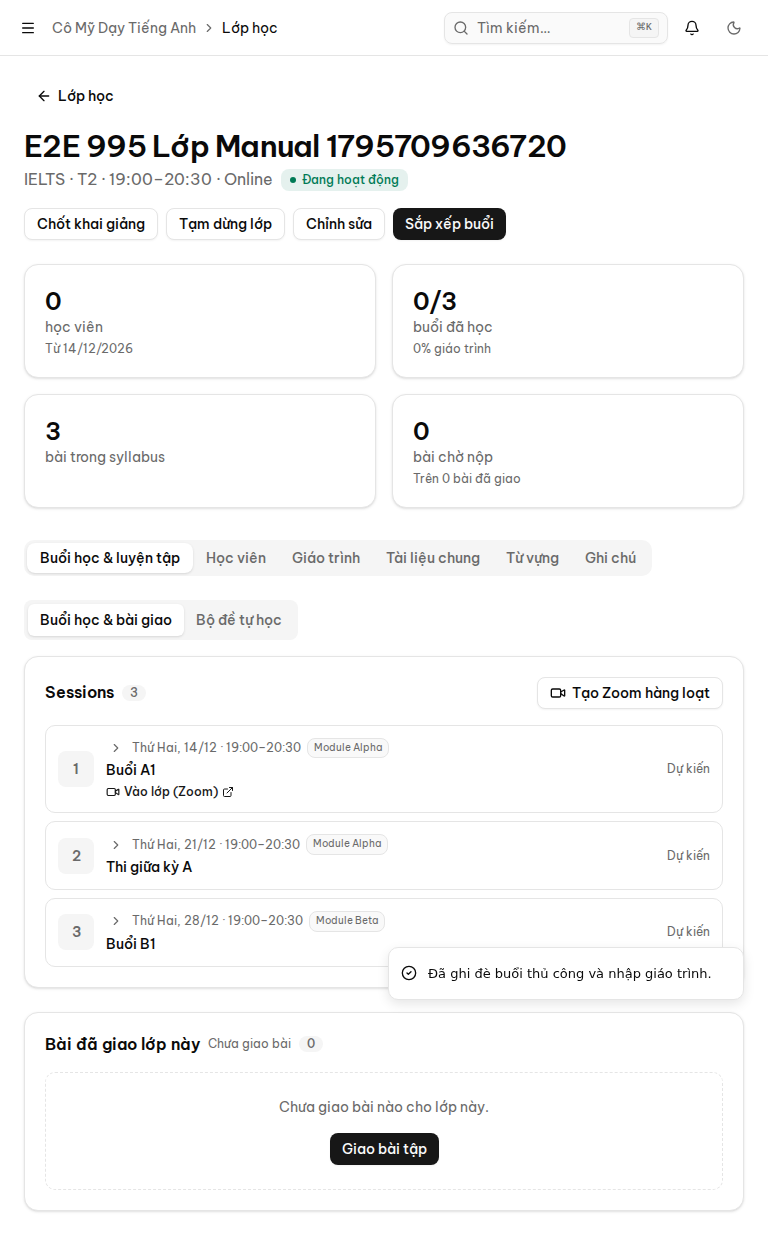 Cô Mỹ Dạy Tiếng Anh > Lớp học
Tìm kiếm... ⌘K
Lớp học
E2E 995 Lớp Manual 1795709636720
IELTS · T2 · 19:00–20:30 · Online Đang hoạt động
Chốt khai giảng Tạm dừng lớp Chỉnh sửa Sắp xếp buổi
0
học viên
Từ 14/12/2026
0/3
buổi đã học
0% giáo trình
3
bài trong syllabus
0
bài chờ nộp
Trên 0 bài đã giao
Buổi học & luyện tập Học viên Giáo trình Tài liệu chung Từ vựng Ghi chú
Buổi học & bài giao Bộ đề tự học
Sessions 3 Tạo Zoom hàng loạt
1 Thứ Hai, 14/12 · 19:00–20:30 Module Alpha
Buổi A1 Dự kiến
Vào lớp (Zoom)
2 Thứ Hai, 21/12 · 19:00–20:30 Module Alpha
Thi giữa kỳ A Dự kiến
3 Thứ Hai, 28/12 · 19:00–20:30 Module Beta
Buổi B1 Dự kiến
Đã ghi đè buổi thủ công và nhập giáo trình.
Bài đã giao lớp này Chưa giao bài 0
Chưa giao bài nào cho lớp này.
Giao bài tập